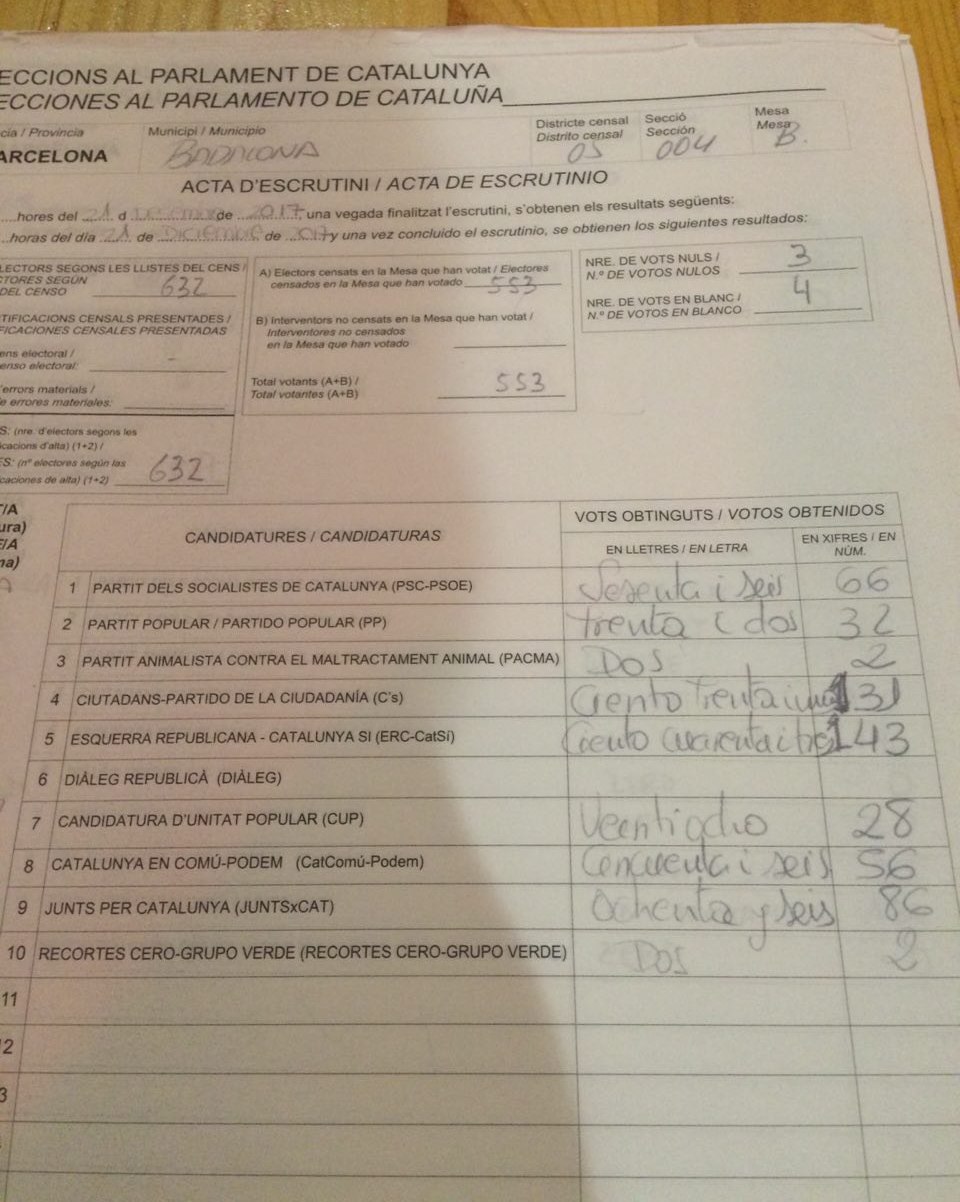 ECCIONS AL PARLAMENT DE CATALUNYA
ECCIONES AL PARLAMENTO DE CATALUÑA
cia / Provincia Municipi / Municipio Districte censal Secció Mesa
Distrito censal Sección Mesa
ARCELONA BADALONA 05 004 B.
ACTA D'ESCRUTINI / ACTA DE ESCRUTINIO
hores del 21 d de 2017, una vegada finalitzat l'escrutini, s'obtenen els resultats següents:
horas del día 21 de Diciembre de y una vez concluido el escrutinio, se obtienen los siguientes resultados:
LECTORS SEGONS LES LLISTES DEL CENS /
CTORES SEGÚN
DEL CENSO 632
TIFICACIONS CENSALS PRESENTADES /
FICACIONES CENSALES PRESENTADAS
ens electoral /
enso electoral: -
'errors materials /
e errores materiales:
S: (nre. d'electors segons les
icacions d'alta) (1+2) /
ES: (nº electores según las
caciones de alta) (1+2) 632
A) Electors censats en la Mesa que han votat / Electores
censados en la Mesa que han votado 553
B) Interventors no censats en la Mesa que han votat /
Interventores no censados
en la Mesa que han votado
Total votants (A+B) /
Total votantes (A+B) 553
NRE. DE VOTS NULS /
N.º DE VOTOS NULOS 3
NRE. DE VOTS EN BLANC /
N.º DE VOTOS EN BLANCO 4
T/A
ura)
E/A
na)
CANDIDATURES / CANDIDATURAS VOTS OBTINGUTS / VOTOS OBTENIDOS
EN LLETRES / EN LETRA EN XIFRES / EN NÚM.
1 PARTIT DELS SOCIALISTES DE CATALUNYA (PSC-PSOE) Sesenta i seis 66
2 PARTIT POPULAR / PARTIDO POPULAR (PP) trenta i dos 32
3 PARTIT ANIMALISTA CONTRA EL MALTRACTAMENT ANIMAL (PACMA) DOS 2
4 CIUTADANS-PARTIDO DE LA CIUDADANÍA (C's) Ciento trenta i uno 131
5 ESQUERRA REPUBLICANA - CATALUNYA SI (ERC-CatSí) Ciento cuarenta i tres 143
6 DIÀLEG REPUBLICÀ (DIÀLEG)
7 CANDIDATURA D'UNITAT POPULAR (CUP) Veentiocho 28
8 CATALUNYA EN COMÚ-PODEM (CatComú-Podem) Cencuenta i seis 56
9 JUNTS PER CATALUNYA (JUNTSxCAT) Ochenta y seis 86
10 RECORTES CERO-GRUPO VERDE (RECORTES CERO-GRUPO VERDE) DOS 2
11
2
3